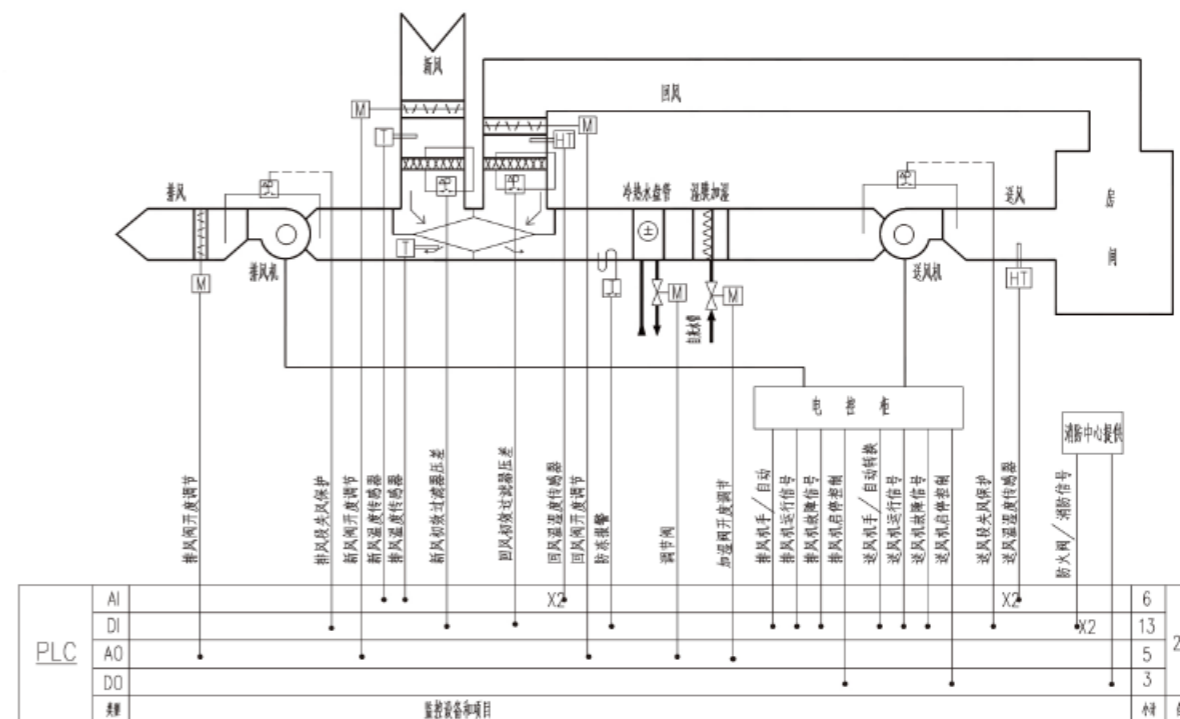 新风
回风
M
M
T
HT
排风
冷热水盘管
湿膜加湿
送风
房
间
T
±
M
排风机
T
M
M
送风机
HT
自来水管
电 控 柜
消防中心提供
排风阀开度调节
排风段失风保护
新风阀开度调节
新风温度传感器
排风温度传感器
新风初效过滤器压差
回风初效过滤器压差
回风温湿度传感器
回风阀开度调节
防冻报警
调节阀
加湿阀开度调节
排风机手/自动
排风机运行信号
排风机故障信号
排风机启停控制
送风机手/自动转换
送风机运行信号
送风机故障信号
送风机启停控制
送风段失风保护
送风温湿度传感器
防火阀/消防信号
PLC
AI X2 X2 6
DI X2 13
AO 5
DO 3
2
类型 监控设备和项目 小计